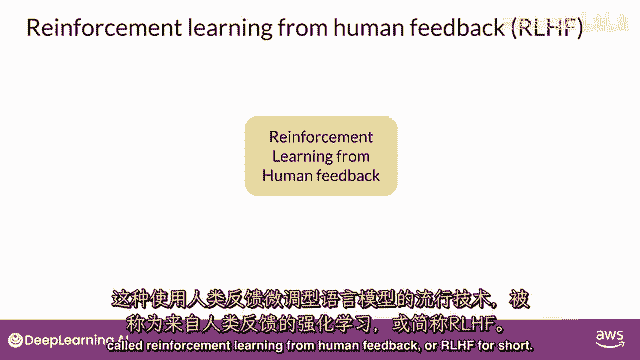 Reinforcement learning from human feedback (RLHF)
Reinforcement
Learning from
Human feedback
这种使用人类反馈微调型语言模型的流行技术，被
称为来自人类反馈的强化学习，或简称RLHF。
called reinforcement learning from human feedback, or RLHF for short.
DeepLearning.AI
aws